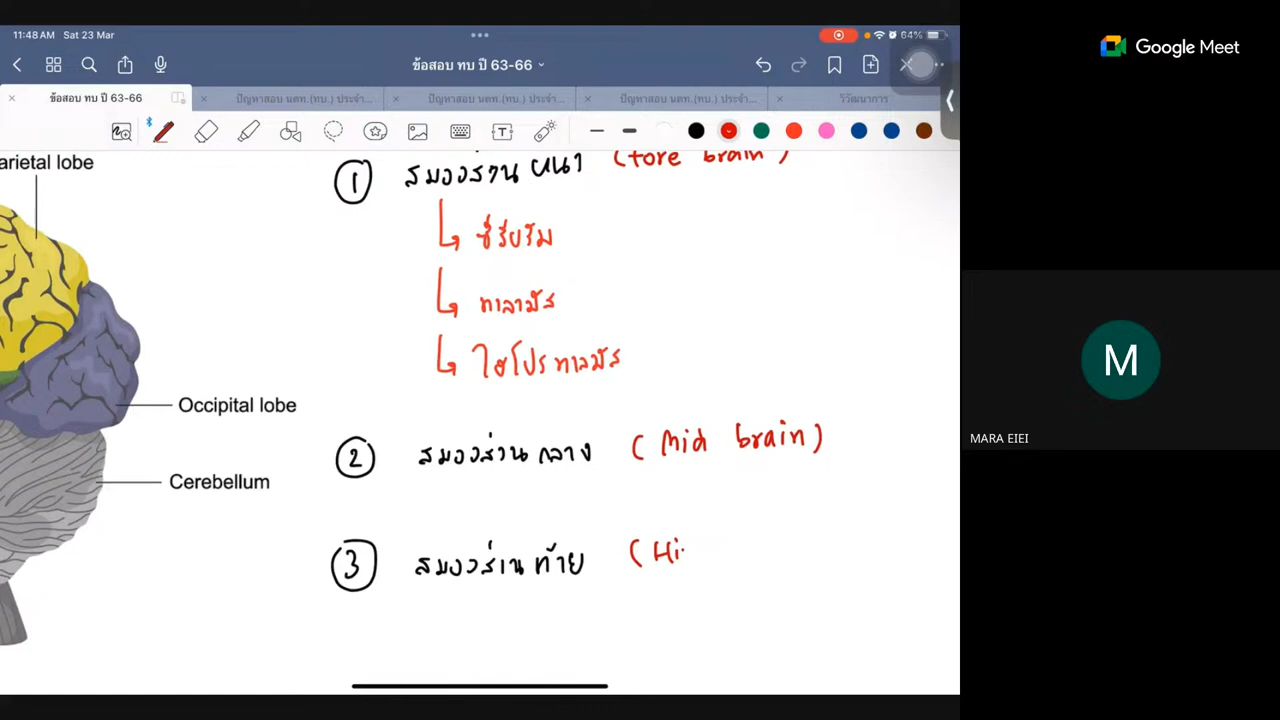 11:48 AM Sat 23 Mar
64%
Google Meet
ข้อสอบ ทบ ปี 63-66
ข้อสอบ ทบ ปี 63-66
ปัญหาสอบ นตท.(ทบ.) ประจำ...
ปัญหาสอบ นตท.(ทบ.) ประจำ...
ปัญหาสอบ นตท.(ทบ.) ประจำ...
วิวัฒนาการ
arietal lobe
① สมองส่วนหน้า (fore brain)
ซีรีบรัม
ทาลามัส
ไฮโปรทาลมัส
Occipital lobe
② สมองส่วนกลาง (Mid brain)
MARA EIEI
M
Cerebellum
③ สมองส่วนท้าย (Hi